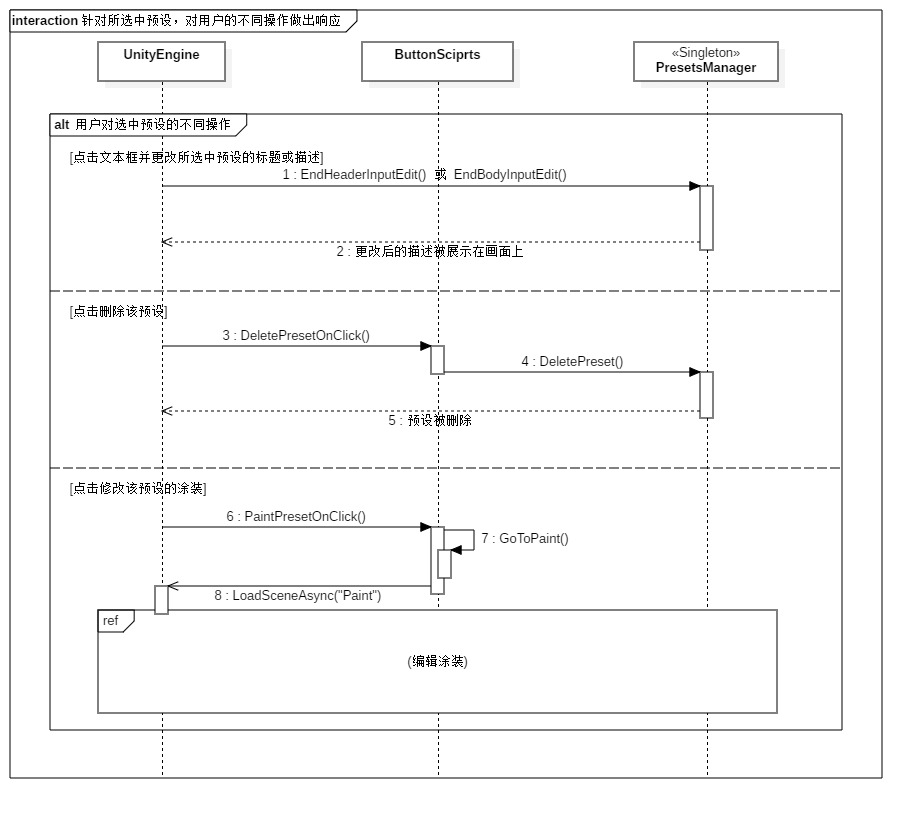 interaction 针对所选中预设，对用户的不同操作做出响应
UnityEngine
ButtonSciprts
«Singleton»
PresetsManager
alt 用户对选中预设的不同操作
[点击文本框并更改所选中预设的标题或描述]
1 : EndHeaderInputEdit() 或 EndBodyInputEdit()
2 : 更改后的描述被展示在画面上
[点击删除该预设]
3 : DeletePresetOnClick()
4 : DeletePreset()
5 : 预设被删除
[点击修改该预设的涂装]
6 : PaintPresetOnClick()
7 : GoToPaint()
8 : LoadSceneAsync("Paint")
ref
(编辑涂装)